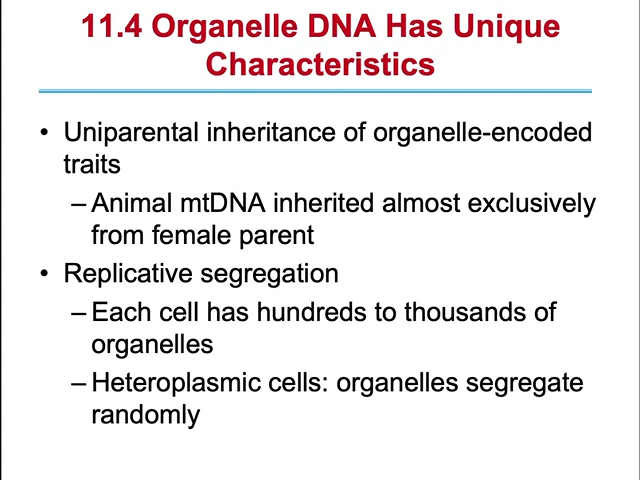 11.4 Organelle DNA Has Unique
Characteristics
• Uniparental inheritance of organelle-encoded
traits
– Animal mtDNA inherited almost exclusively
from female parent
• Replicative segregation
– Each cell has hundreds to thousands of
organelles
– Heteroplasmic cells: organelles segregate
randomly